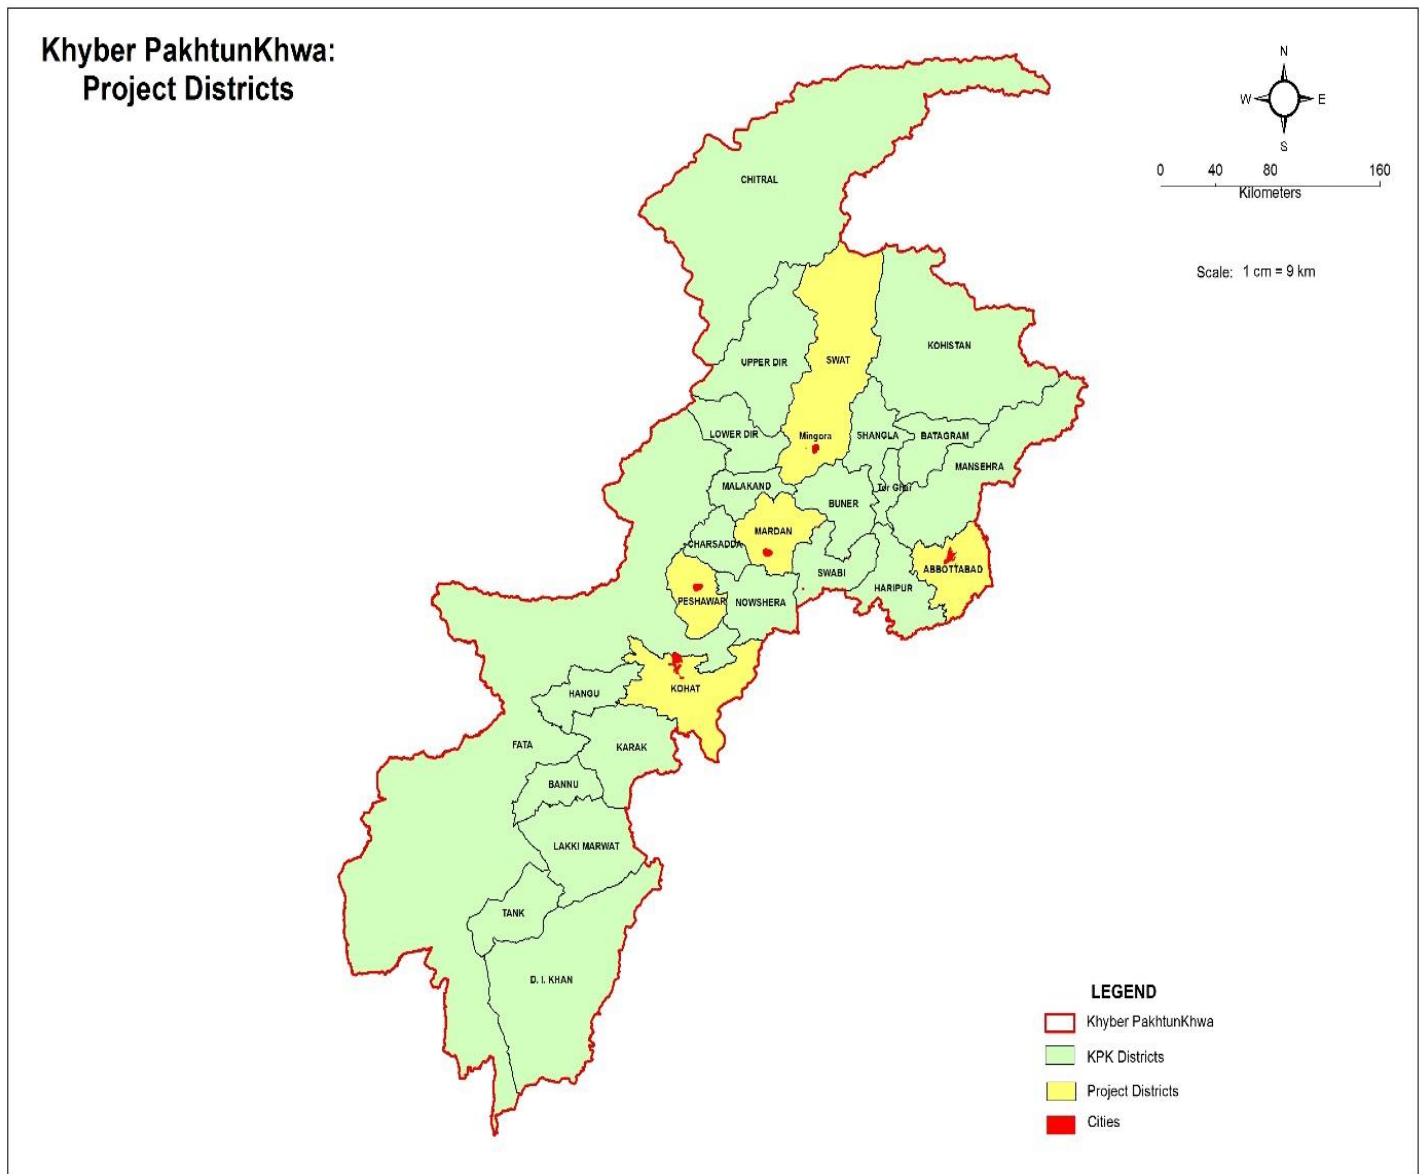 Khyber PakhtunKhwa:
Project Districts
N
W E
S
0 40 80 160
Kilometers
Scale: 1 cm = 9 km
CHITRAL
KOHISTAN
UPPER DIR
SWAT
LOWER DIR
Mingora
SHANGLA
BATAGRAM
MANSEHRA
MALAKAND
Tor Ghar
BUNER
MARDAN
CHARSADDA
ABBOTTABAD
SWABI
HARIPUR
PESHAWAR
NOWSHERA
KOHAT
HANGU
FATA
KARAK
BANNU
LAKKI MARWAT
TANK
D. I. KHAN
LEGEND
Khyber PakhtunKhwa
KPK Districts
Project Districts
Cities